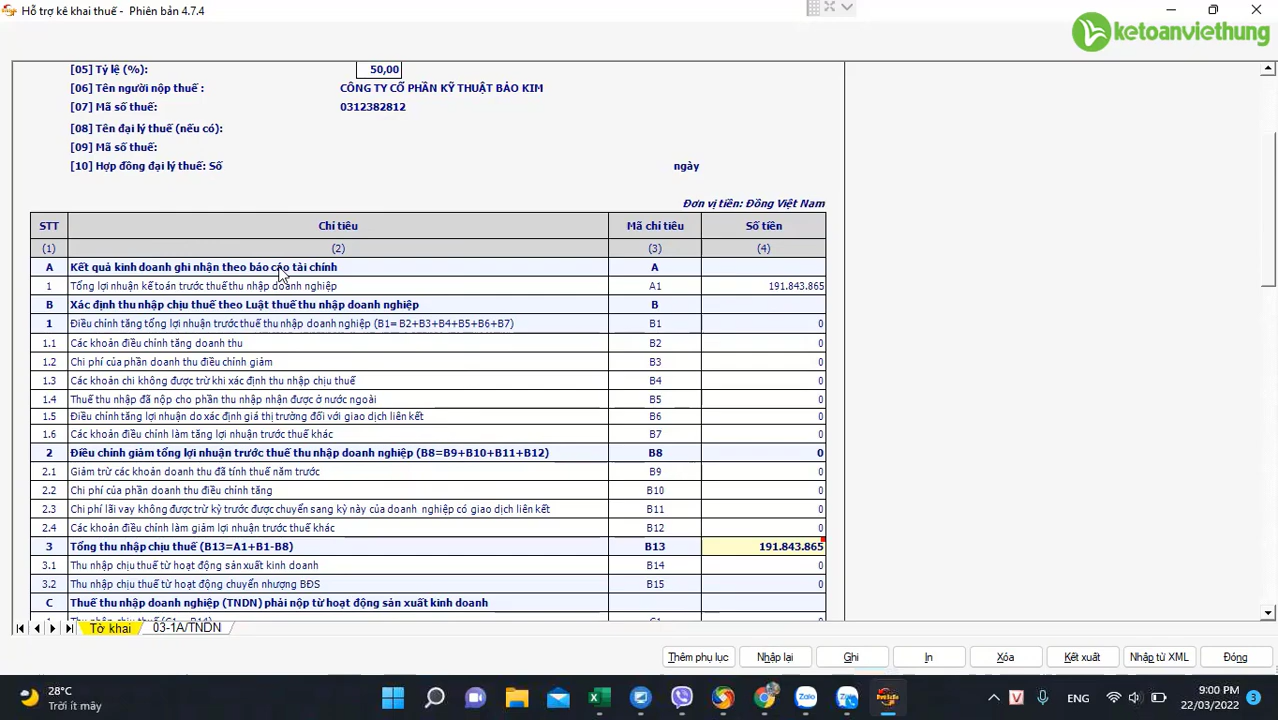 Hỗ trợ kê khai thuế - Phiên bản 4.7.4
ketoanviethung
[05] Tỷ lệ (%): 50,00
[06] Tên người nộp thuế : CÔNG TY CỔ PHẦN KỸ THUẬT BẢO KIM
[07] Mã số thuế: 0312382812
[08] Tên đại lý thuế (nếu có):
[09] Mã số thuế:
[10] Hợp đồng đại lý thuế: Số ngày
Đơn vị tiền: Đồng Việt Nam
STT Chỉ tiêu Mã chỉ tiêu Số tiền
(1) (2) (3) (4)
A Kết quả kinh doanh ghi nhận theo báo cáo tài chính A
1 Tổng lợi nhuận kế toán trước thuế thu nhập doanh nghiệp A1 191.843.865
B Xác định thu nhập chịu thuế theo Luật thuế thu nhập doanh nghiệp B
1 Điều chỉnh tăng tổng lợi nhuận trước thuế thu nhập doanh nghiệp (B1= B2+B3+B4+B5+B6+B7) B1 0
1.1 Các khoản điều chỉnh tăng doanh thu B2 0
1.2 Chi phí của phần doanh thu điều chỉnh giảm B3 0
1.3 Các khoản chi không được trừ khi xác định thu nhập chịu thuế B4 0
1.4 Thuế thu nhập đã nộp cho phần thu nhập nhận được ở nước ngoài B5 0
1.5 Điều chỉnh tăng lợi nhuận do xác định giá thị trường đối với giao dịch liên kết B6 0
1.6 Các khoản điều chỉnh làm tăng lợi nhuận trước thuế khác B7 0
2 Điều chỉnh giảm tổng lợi nhuận trước thuế thu nhập doanh nghiệp (B8=B9+B10+B11+B12) B8 0
2.1 Giảm trừ các khoản doanh thu đã tính thuế năm trước B9 0
2.2 Chi phí của phần doanh thu điều chỉnh tăng B10 0
2.3 Chi phí lãi vay không được trừ kỳ trước được chuyển sang kỳ này của doanh nghiệp có giao dịch liên kết B11 0
2.4 Các khoản điều chỉnh làm giảm lợi nhuận trước thuế khác B12 0
3 Tổng thu nhập chịu thuế (B13=A1+B1-B8) B13 191.843.865
3.1 Thu nhập chịu thuế từ hoạt động sản xuất kinh doanh B14 0
3.2 Thu nhập chịu thuế từ hoạt động chuyển nhượng BĐS B15 0
C Thuế thu nhập doanh nghiệp (TNDN) phải nộp từ hoạt động sản xuất kinh doanh
Tờ khai 03-1A/TNDN
Thêm phụ lục Nhập lại Ghi In Xóa Kết xuất Nhập từ XML Đóng
28°C
Trời ít mây
ENG
9:00 PM
22/03/2022
3